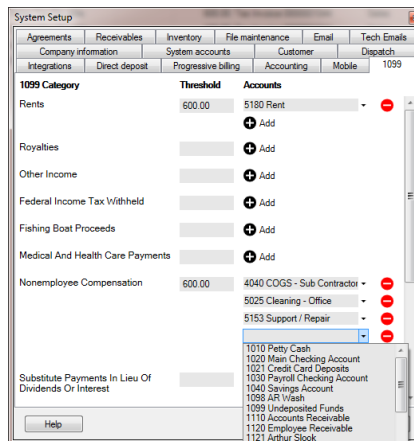 System Setup
Agreements Receivables Inventory File maintenance Email Tech Emails
Company information System accounts Customer Dispatch
Integrations Direct deposit Progressive billing Accounting Mobile 1099
1099 Category Threshold Accounts
Rents 600.00 5180 Rent
Add
Royalties Add
Other Income Add
Federal Income Tax Withheld Add
Fishing Boat Proceeds Add
Medical And Health Care Payments Add
Nonemployee Compensation 600.00 4040 COGS - Sub Contractor
5025 Cleaning - Office
5153 Support / Repair
1010 Petty Cash
1020 Main Checking Account
1021 Credit Card Deposits
1030 Payroll Checking Account
1040 Savings Account
1098 AR Wash
1099 Undeposited Funds
1110 Accounts Receivable
1120 Employee Receivable
1121 Arthur Slook
Substitute Payments In Lieu Of
Dividends Or Interest
Help